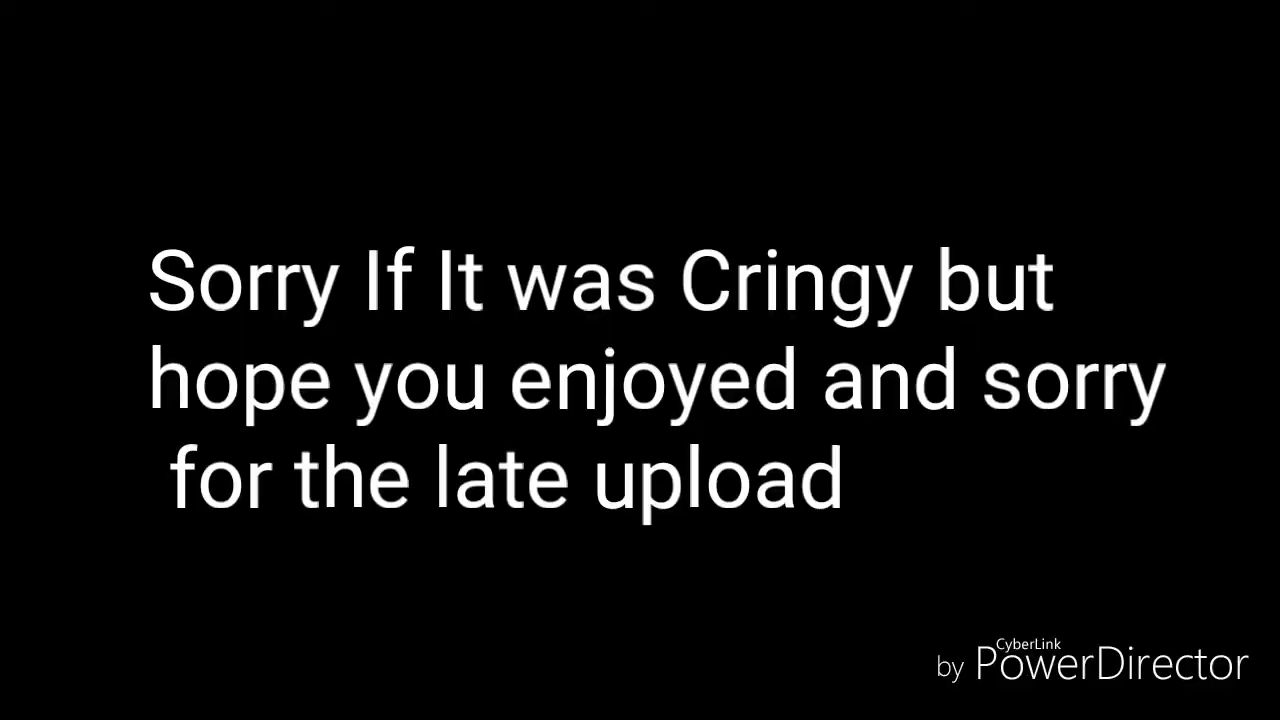 Sorry If It was Cringy but
hope you enjoyed and sorry
for the late upload
CyberLink
by PowerDirector